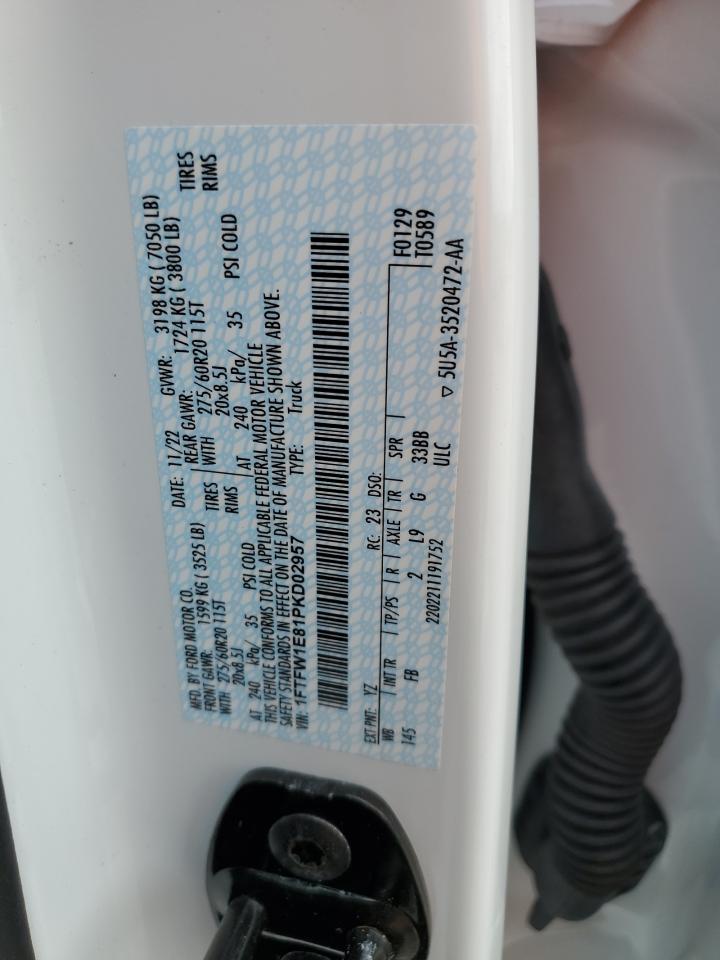 MFD. BY FORD MOTOR CO. DATE: 11/22 GVWR: 3198 KG ( 7050 LB)
FRONT GAWR: 1599 KG ( 3525 LB) REAR GAWR: 1724 KG ( 3800 LB)
WITH 275/60R20 115T TIRES WITH 275/60R20 115T TIRES
20x8.5J RIMS 20x8.5J RIMS
AT 240 kPa/ 35 PSI COLD AT 240 kPa/ 35 PSI COLD
THIS VEHICLE CONFORMS TO ALL APPLICABLE FEDERAL MOTOR VEHICLE
SAFETY STANDARDS IN EFFECT ON THE DATE OF MANUFACTURE SHOWN ABOVE.
VIN: 1FTFW1E81PKD02957 TYPE: Truck
EXT PNT: YZ RC: 23 DSO:
WB INT TR TP/PS R AXLE TR SPR F0129
145 FB 2 L9 G 33BB T0589
2202211191752 ULC ▽ 5U5A-3520472-AA